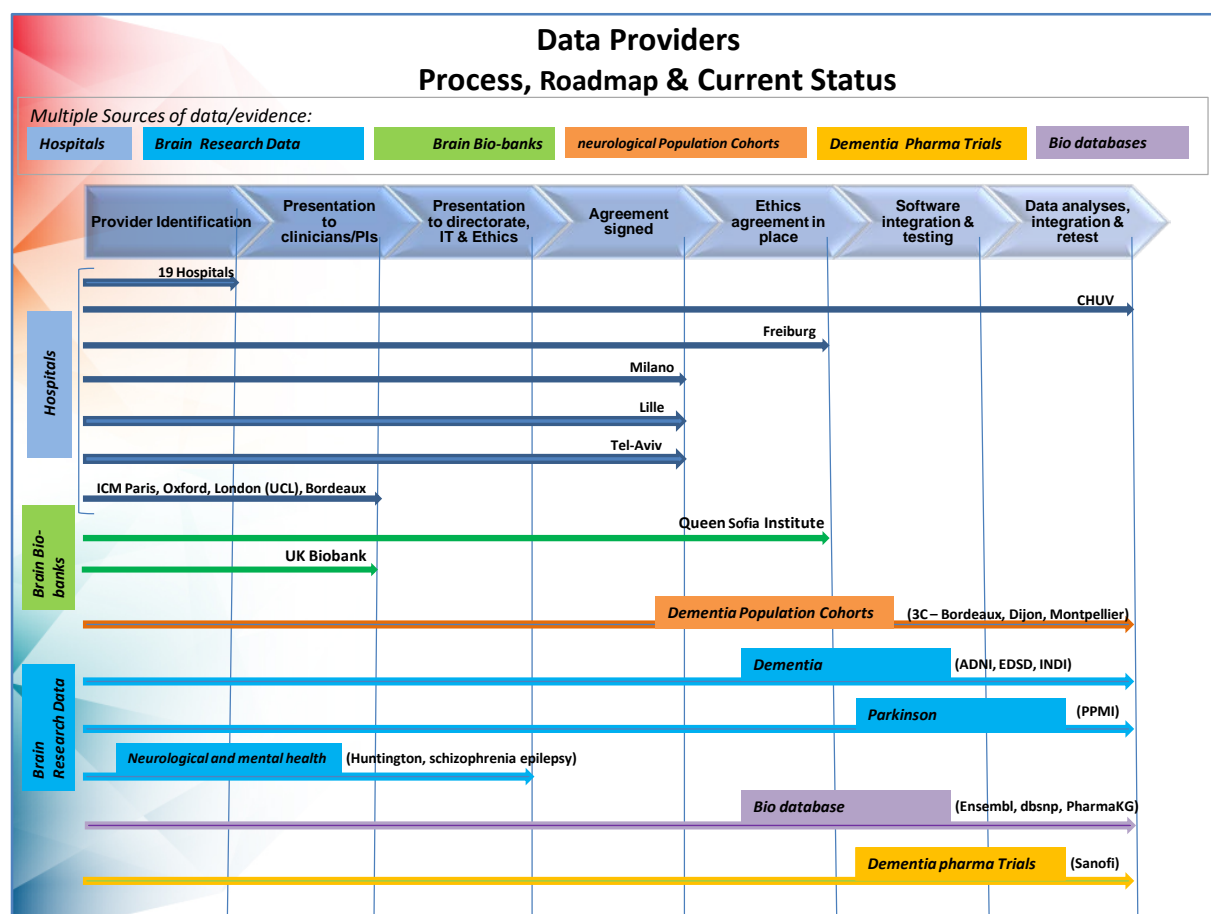 Data Providers
Process, Roadmap & Current Status
Multiple Sources of data/evidence:
Hospitals
Brain Research Data
Brain Bio-banks
neurological Population Cohorts
Dementia Pharma Trials
Bio databases
Provider Identification
Presentation
to
clinicians/PIs
Presentation
to directorate,
IT & Ethics
Agreement
signed
Ethics
agreement in
place
Software
integration &
testing
Data analyses,
integration &
retest
Hospitals
19 Hospitals
CHUV
Freiburg
Milano
Lille
Tel-Aviv
ICM Paris, Oxford, London (UCL), Bordeaux
Brain Bio-
banks
Queen Sofia Institute
UK Biobank
Dementia Population Cohorts
(3C – Bordeaux, Dijon, Montpellier)
Brain
Research Data
Dementia
(ADNI, EDSD, INDI)
Parkinson
(PPMI)
Neurological and mental health
(Huntington, schizophrenia epilepsy)
Bio database
(Ensembl, dbsnp, PharmaKG)
Dementia pharma Trials
(Sanofi)